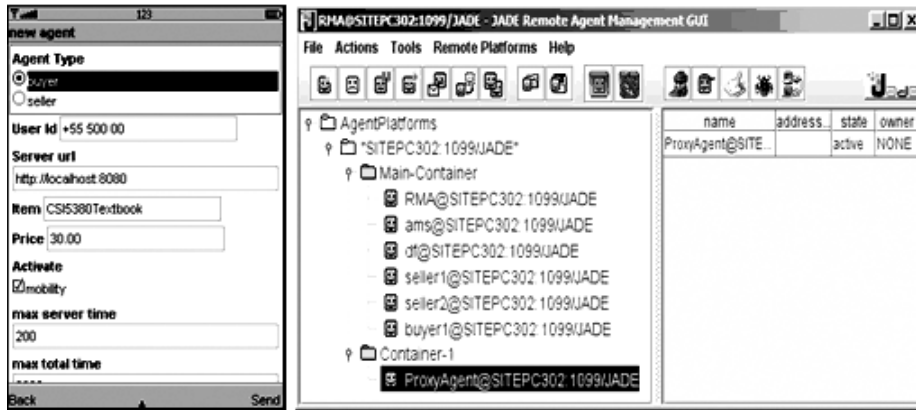 123
new agent
Agent Type
buyer
seller
User Id +55 500 00
Server url
http://localhost:8080
Item CSI5380Textbook
Price 30.00
Activate
mobility
max server time
200
max total time
Back Send
RMA@SITEPC302:1099/JADE - JADE Remote Agent Management GUI
File Actions Tools Remote Platforms Help
Jade
AgentPlatforms
"SITEPC302:1099/JADE"
Main-Container
RMA@SITEPC302:1099/JADE
ams@SITEPC302:1099/JADE
df@SITEPC302:1099/JADE
seller1@SITEPC302:1099/JADE
seller2@SITEPC302:1099/JADE
buyer1@SITEPC302:1099/JADE
Container-1
ProxyAgent@SITEPC302:1099/JADE
name address... state owner
ProxyAgent@SITE... active NONE